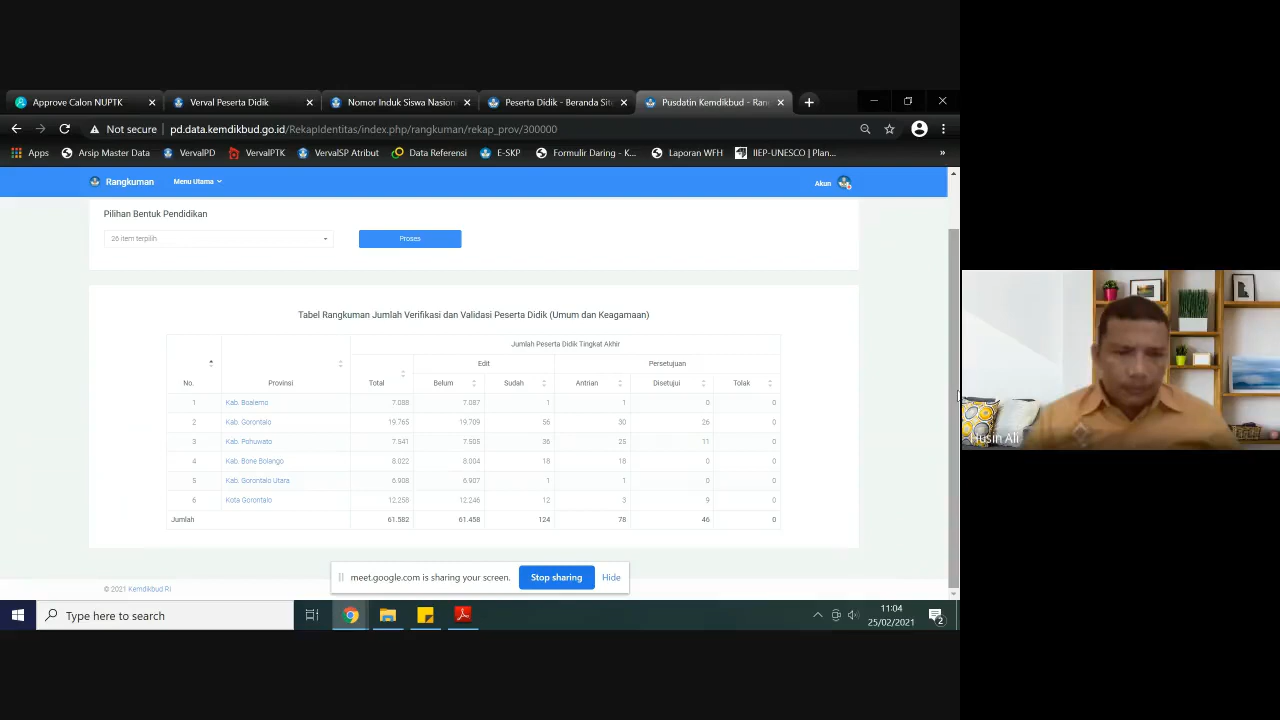 Approve Calon NUPTK
Verval Peserta Didik
Nomor Induk Siswa Nasion
Peserta Didik - Beranda Site
Pusdatin Kemdikbud - Ran
Not secure
pd.data.kemdikbud.go.id/RekapIdentitas/index.php/rangkuman/rekap_prov/300000
Apps
Arsip Master Data
VervalPD
VervalPTK
VervalSP Atribut
Data Referensi
E-SKP
Formulir Daring - K...
Laporan WFH
IIEP-UNESCO | Plan...
»
Rangkuman
Menu Utama
Akun
Pilihan Bentuk Pendidikan
26 item terpilih
Proses
Tabel Rangkuman Jumlah Verifikasi dan Validasi Peserta Didik (Umum dan Keagamaan)
Jumlah Peserta Didik Tingkat Akhir
Edit Persetujuan
No. Provinsi Total Belum Sudah Antrian Disetujui Tolak
1 Kab. Boalemo 7.088 7.087 1 1 0 0
2 Kab. Gorontalo 19.765 19.709 56 30 26 0
3 Kab. Pohuwato 7.541 7.505 36 25 11 0
4 Kab. Bone Bolango 8.022 8.004 18 18 0 0
5 Kab. Gorontalo Utara 6.908 6.907 1 1 0 0
6 Kota Gorontalo 12.258 12.246 12 3 9 0
Jumlah 61.582 61.458 124 78 46 0
Husin Ali
meet.google.com is sharing your screen.
Stop sharing
Hide
© 2021 Kemdikbud RI
Type here to search
11:04
25/02/2021
2